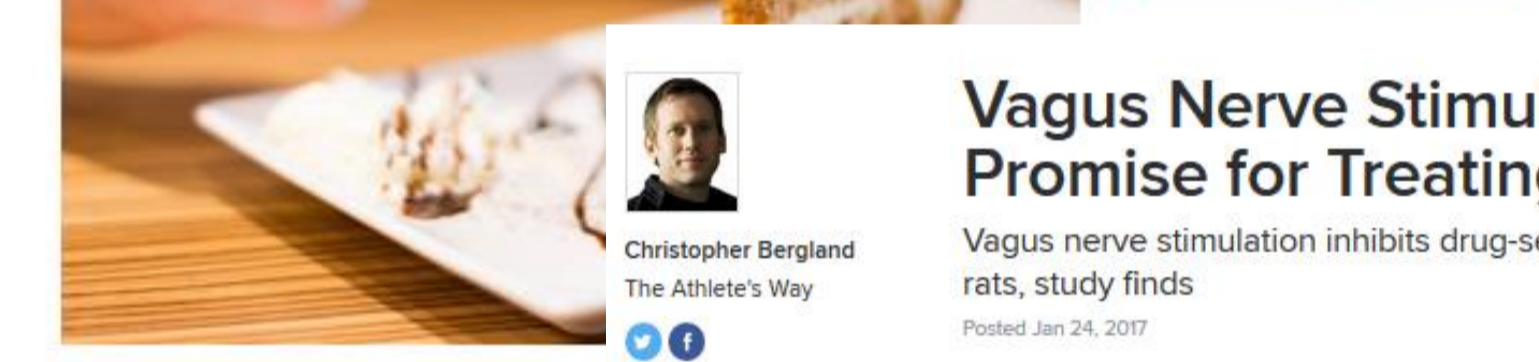 Christopher Bergland
The Athlete's Way
Vagus Nerve Stimu
Promise for Treating
Vagus nerve stimulation inhibits drug-se
rats, study finds
Posted Jan 24, 2017